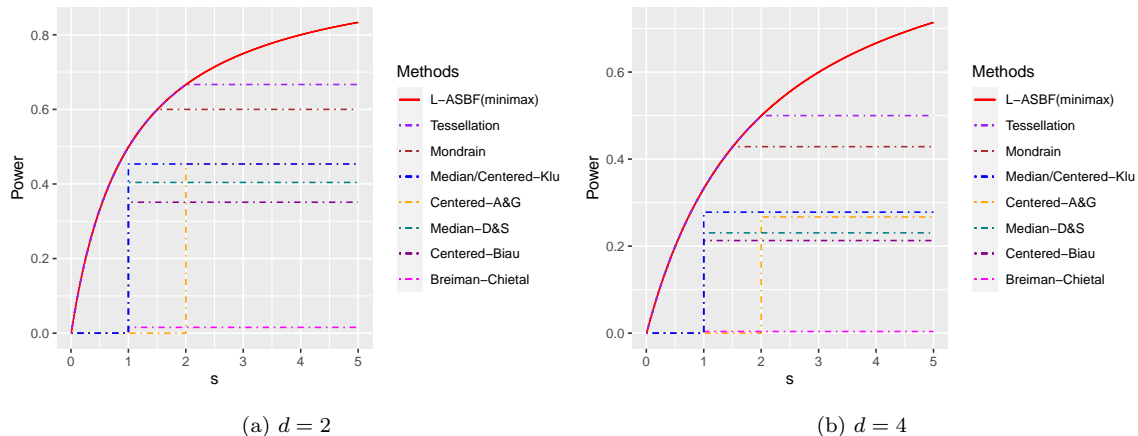 0.8
0.6
0.4
0.2
0.0
Power
0
1
2
3
4
5
s
Methods
L−ASBF(minimax)
Tessellation
Mondrain
Median/Centered−Klu
Centered−A&G
Median−D&S
Centered−Biau
Breiman−Chietal
(a) d = 2
0.6
0.4
0.2
0.0
Power
0
1
2
3
4
5
s
Methods
L−ASBF(minimax)
Tessellation
Mondrain
Median/Centered−Klu
Centered−A&G
Median−D&S
Centered−Biau
Breiman−Chietal
(b) d = 4